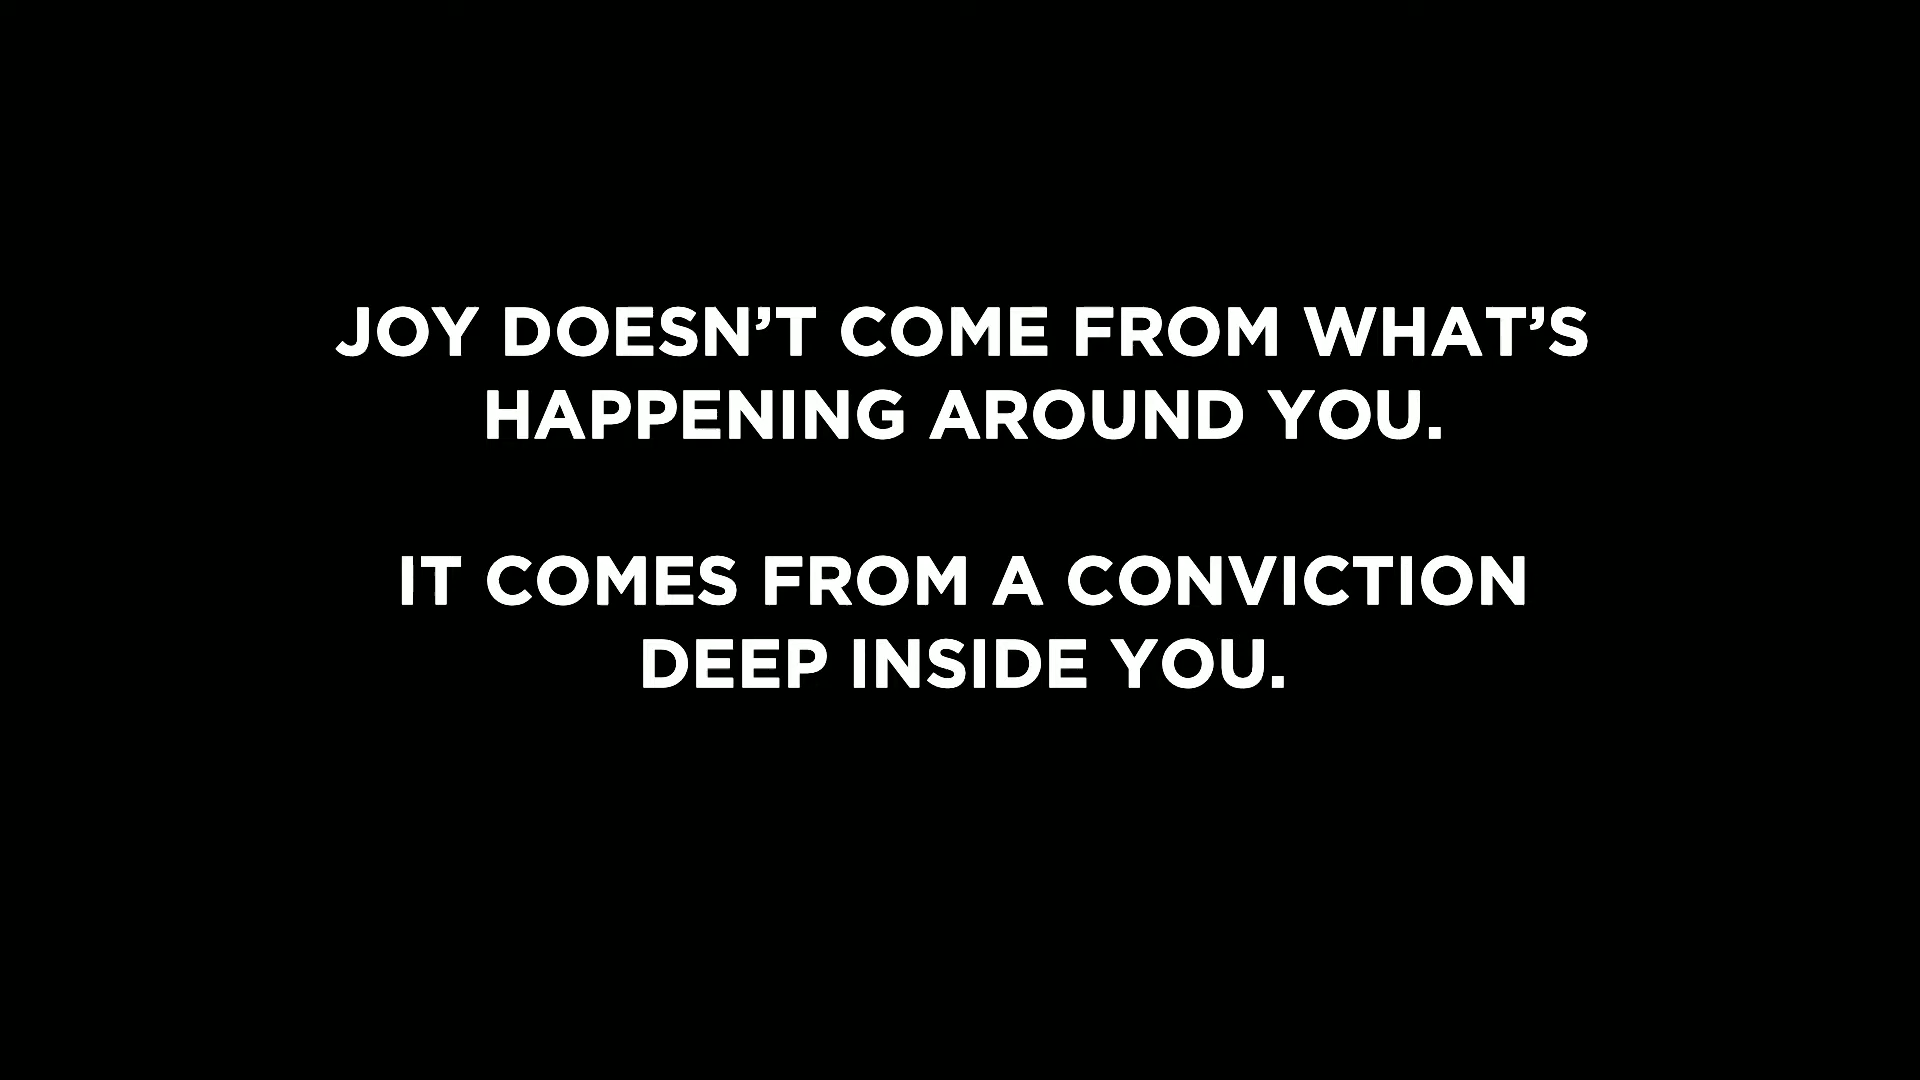 JOY DOESN’T COME FROM WHAT’S
HAPPENING AROUND YOU.
IT COMES FROM A CONVICTION
DEEP INSIDE YOU.